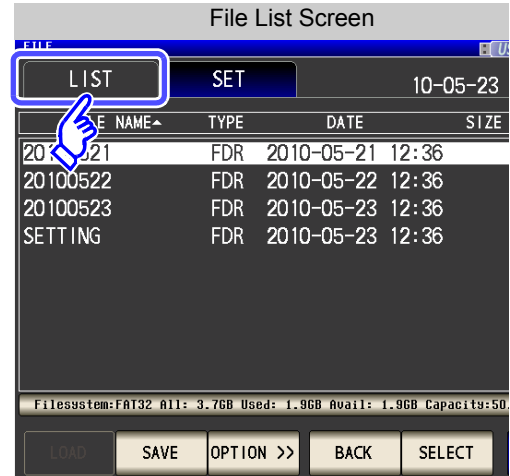 File List Screen
FILE
LIST SET 10-05-23
NAME TYPE DATE SIZE
FDR 2010-05-21 12:36
20100522 FDR 2010-05-22 12:36
20100523 FDR 2010-05-23 12:36
SETTING FDR 2010-05-23 12:36
Filesystem:FAT32 All: 3.7GB Used: 1.9GB Avail: 1.9GB Capacity:50.
LOAD SAVE OPTION >> BACK SELECT